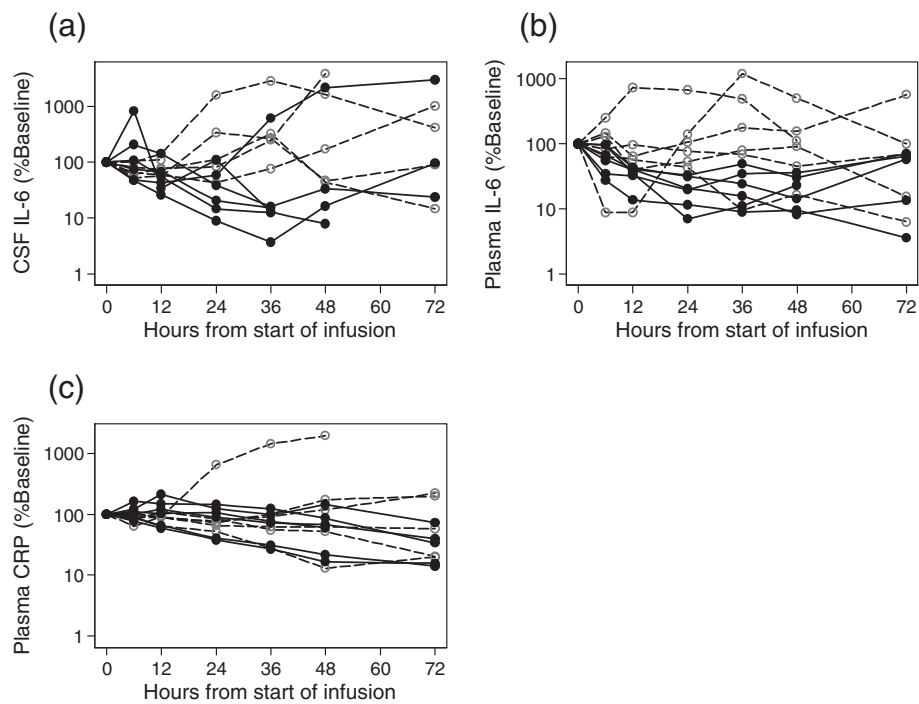 (a)
CSF IL-6 (%Baseline)
1000
100
10
1
0 12 24 36 48 60 72
Hours from start of infusion
(b)
Plasma IL-6 (%Baseline)
1000
100
10
1
0 12 24 36 48 60 72
Hours from start of infusion
(c)
Plasma CRP (%Baseline)
1000
100
10
1
0 12 24 36 48 60 72
Hours from start of infusion